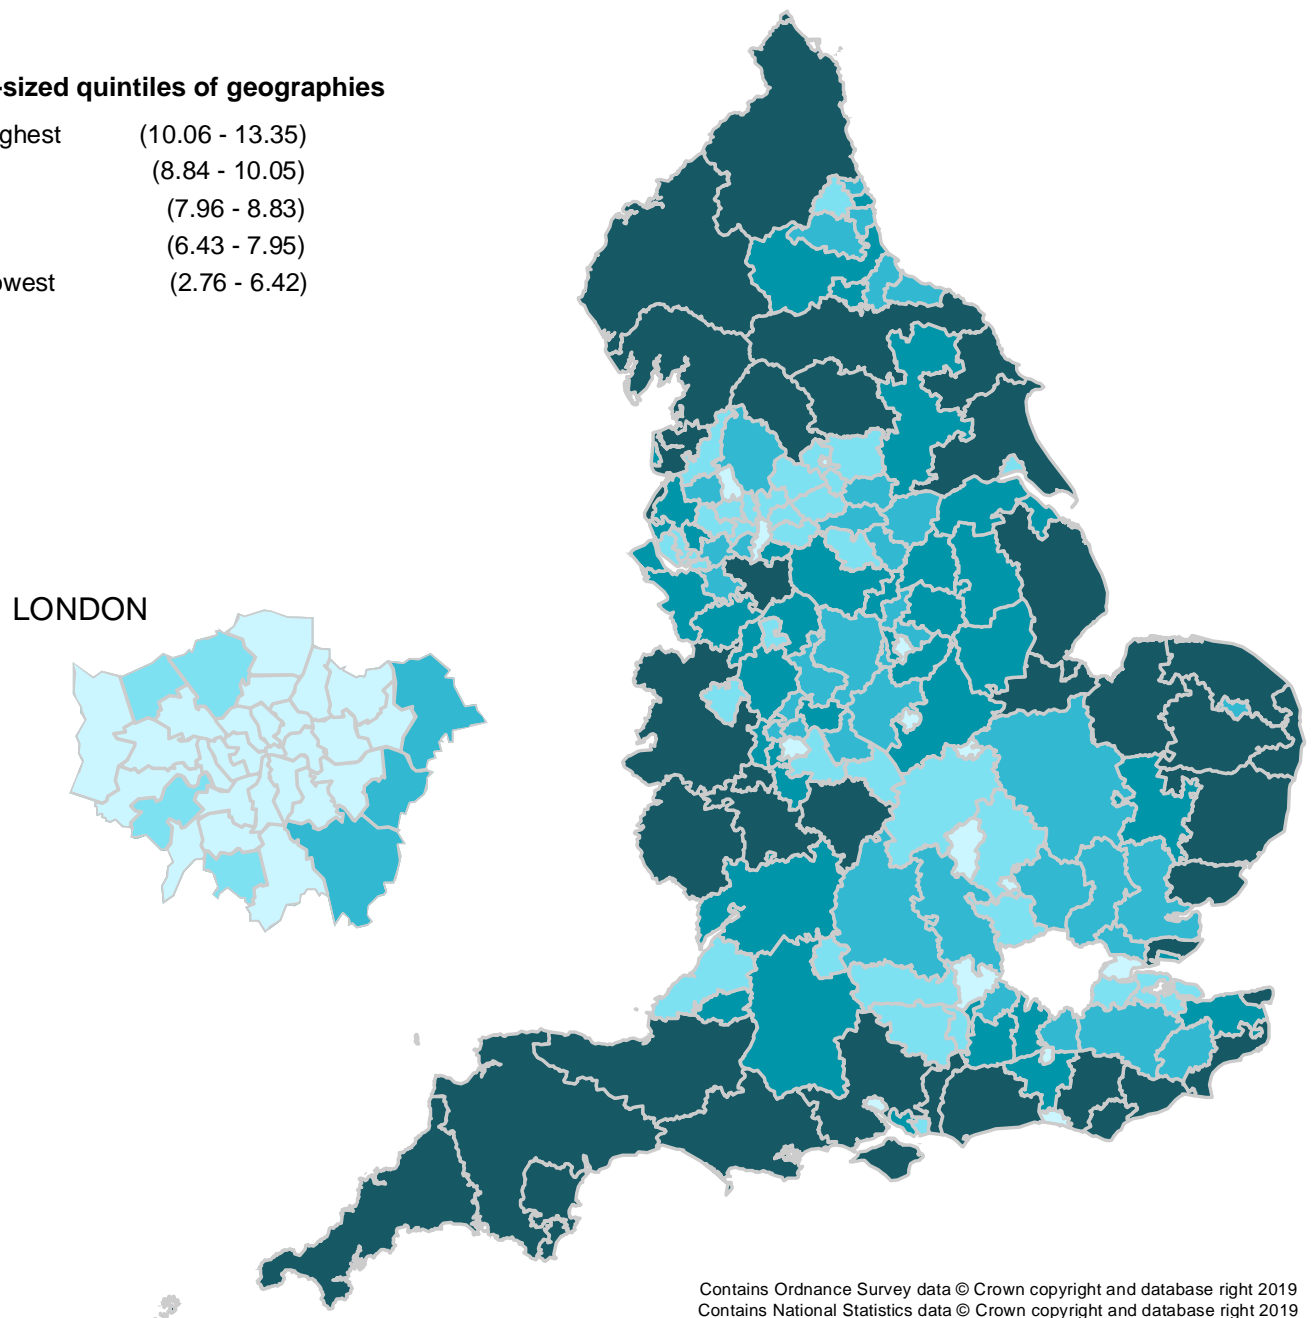 -sized quintiles of geographies
ghest (10.06 - 13.35)
(8.84 - 10.05)
(7.96 - 8.83)
(6.43 - 7.95)
owest (2.76 - 6.42)
LONDON
Contains Ordnance Survey data © Crown copyright and database right 2019
Contains National Statistics data © Crown copyright and database right 2019